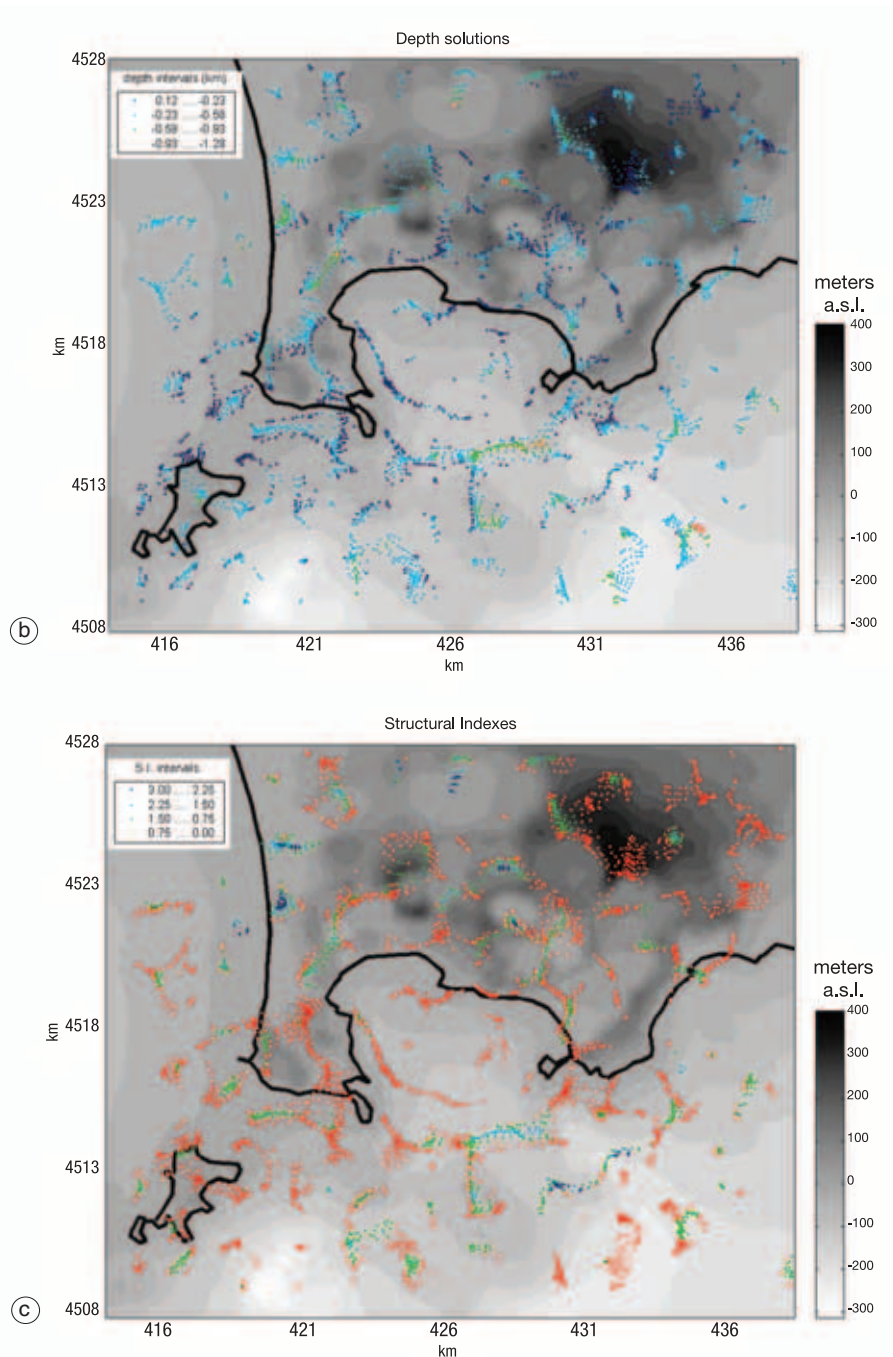 Depth solutions
4528
depth intervals (km)
0.12 -0.23
-0.23 -0.58
-0.58 -0.93
-0.93 -1.28
4523
4518
km
4513
4508
416 421 426 431 436
km
meters
a.s.l.
400
300
200
100
0
-100
-200
-300
b
Structural Indexes
4528
S.I. intervals
3.00 2.25
2.25 1.50
1.50 0.75
0.75 0.00
4523
4518
km
4513
4508
416 421 426 431 436
km
meters
a.s.l.
400
300
200
100
0
-100
-200
-300
c